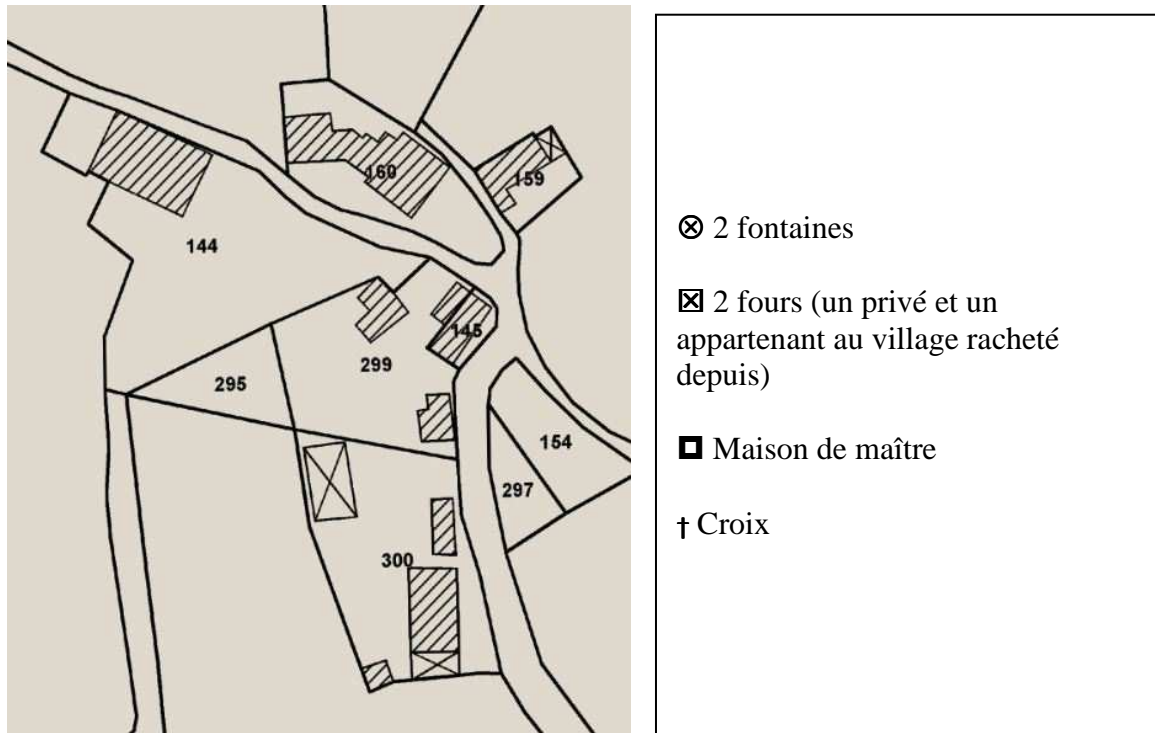 160
159
144
145
299
295
154
297
300
⊗ 2 fontaines
⊠ 2 fours (un privé et un
appartenant au village racheté
depuis)
◘ Maison de maître
† Croix